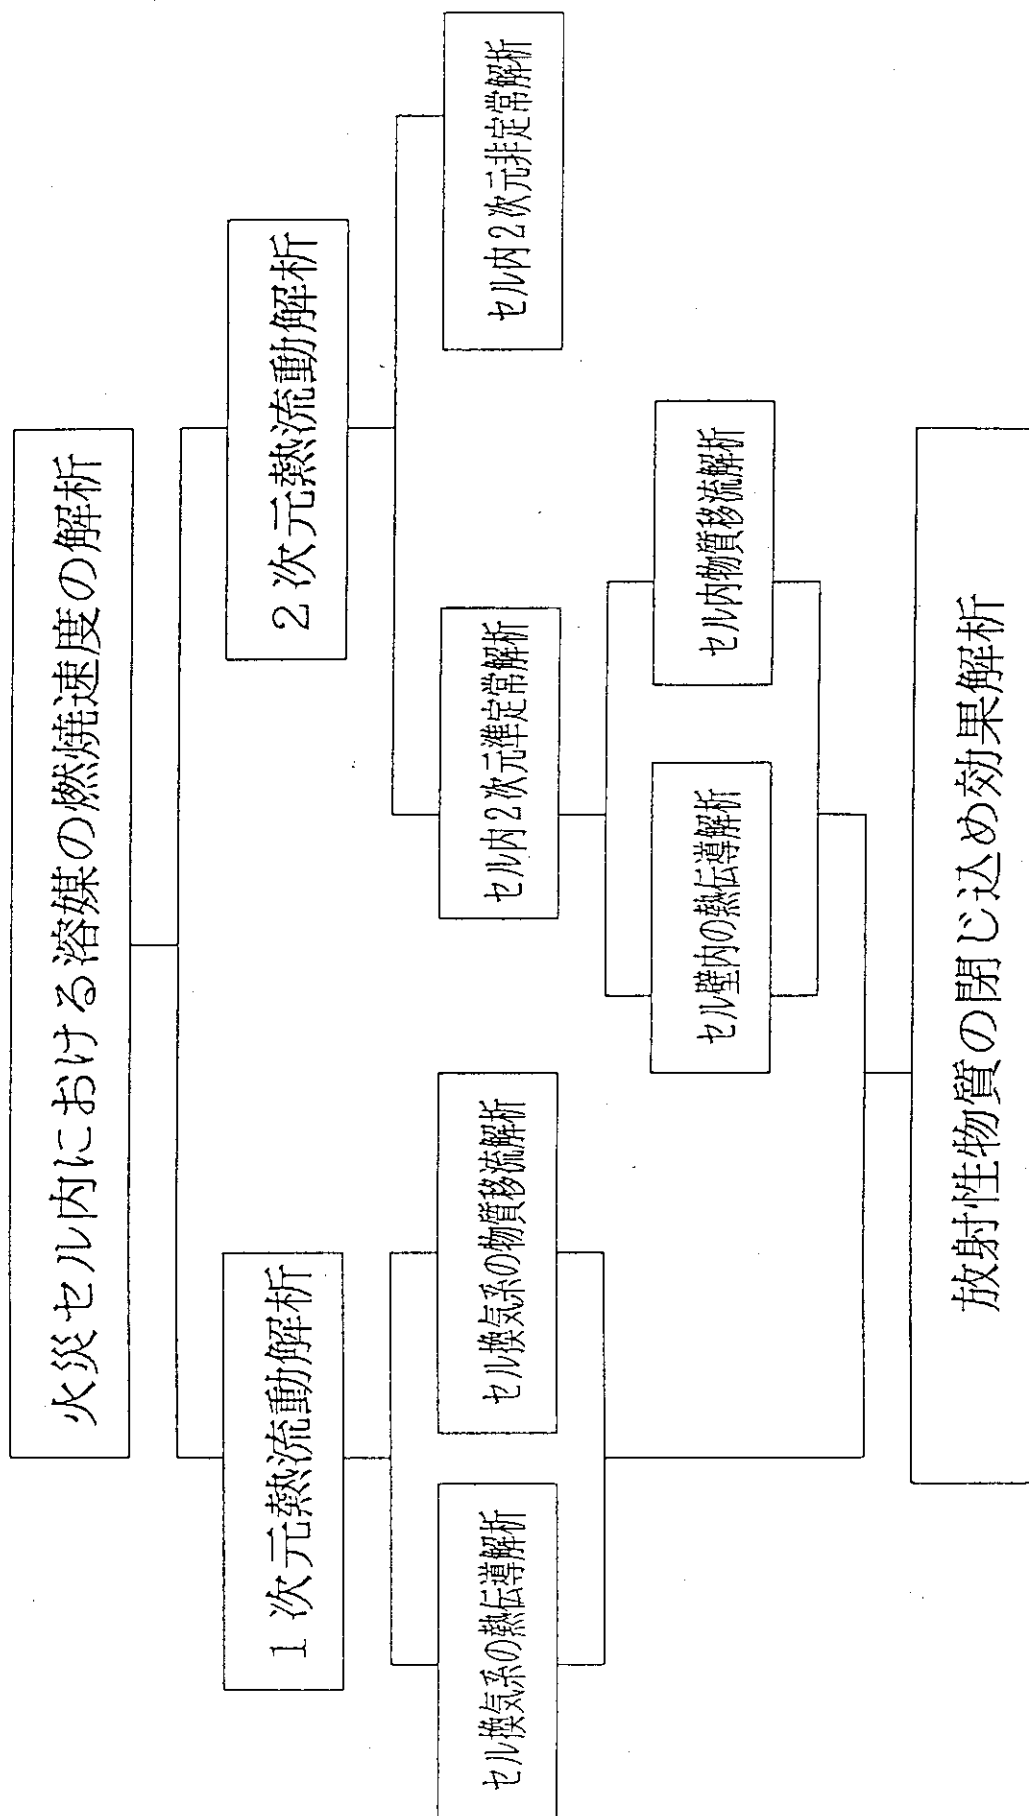 火災セル内における溶媒の燃焼速度の解析
1次元熱流動解析
2次元熱流動解析
セル換気系の熱伝導解析
セル換気系の物質移流解析
セル内2次元準定常解析
セル内2次元非定常解析
セル壁内の熱伝導解析
セル内物質移流解析
放射性物質の閉じ込め効果解析